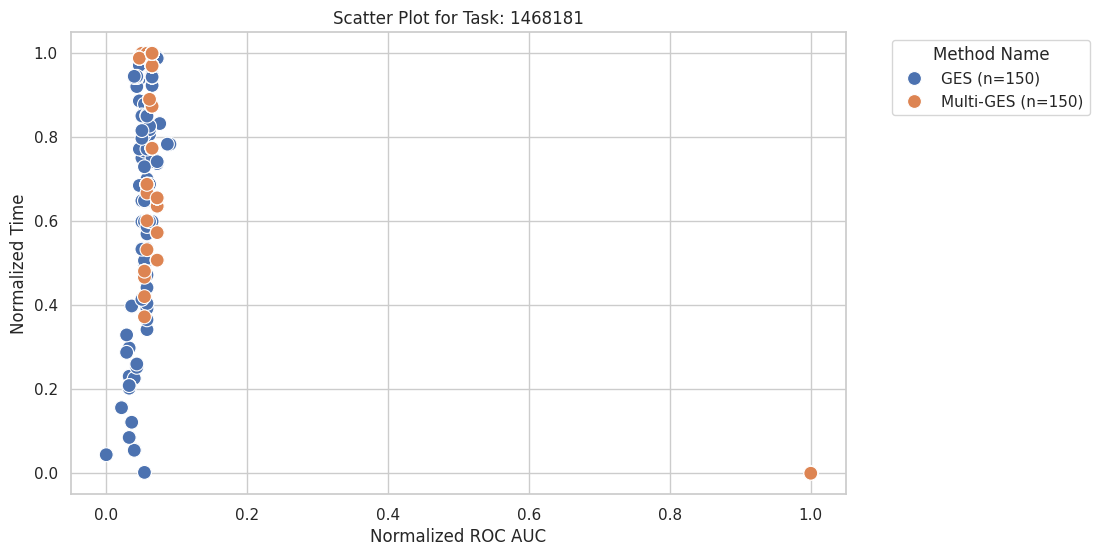 Scatter Plot for Task: 1468181
Method Name
GES (n=150)
Multi-GES (n=150)
Normalized Time
1.0
0.8
0.6
0.4
0.2
0.0
0.0 0.2 0.4 0.6 0.8 1.0
Normalized ROC AUC